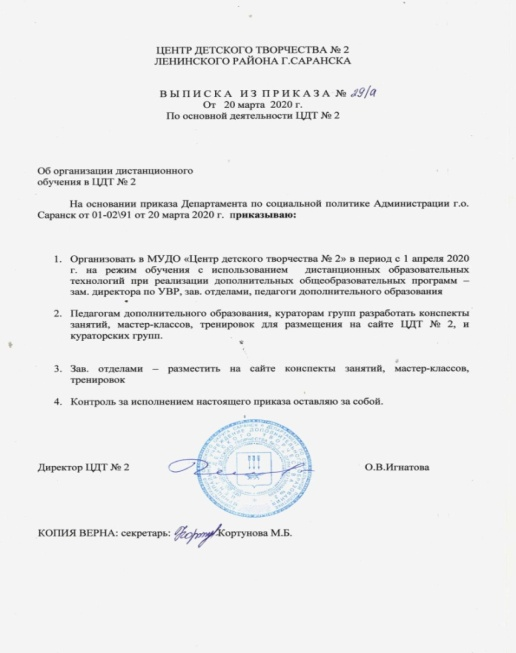 ЦЕНТР ДЕТСКОГО ТВОРЧЕСТВА № 2
ЛЕНИНСКОГО РАЙОНА Г.САРАНСКА
В Ы П И С К А  И З П Р И К А З А № 29/а
От 20 марта 2020 г.
По основной деятельности ЦДТ № 2
Об организации дистанционного
обучения в ЦДТ № 2
На основании приказа Департамента по социальной политике Администрации г.о.
Саранск от 01-02\91 от 20 марта 2020 г. приказываю:
1. Организовать в МУДО «Центр детского творчества № 2» в период с 1 апреля 2020
г. на режим обучения с использованием дистанционных образовательных
технологий при реализации дополнительных общеобразовательных программ –
зам. директора по УВР, зав. отделами, педагоги дополнительного образования
2. Педагогам дополнительного образования, кураторам групп разработать конспекты
занятий, мастер-классов, тренировок для размещения на сайте ЦДТ № 2, и
кураторских групп.
3. Зав. отделами – разместить на сайте конспекты занятий, мастер-классов,
тренировок
4. Контроль за исполнением настоящего приказа оставляю за собой.
Директор ЦДТ № 2 О.В.Игнатова
КОПИЯ ВЕРНА: секретарь: Кортунова М.Б.